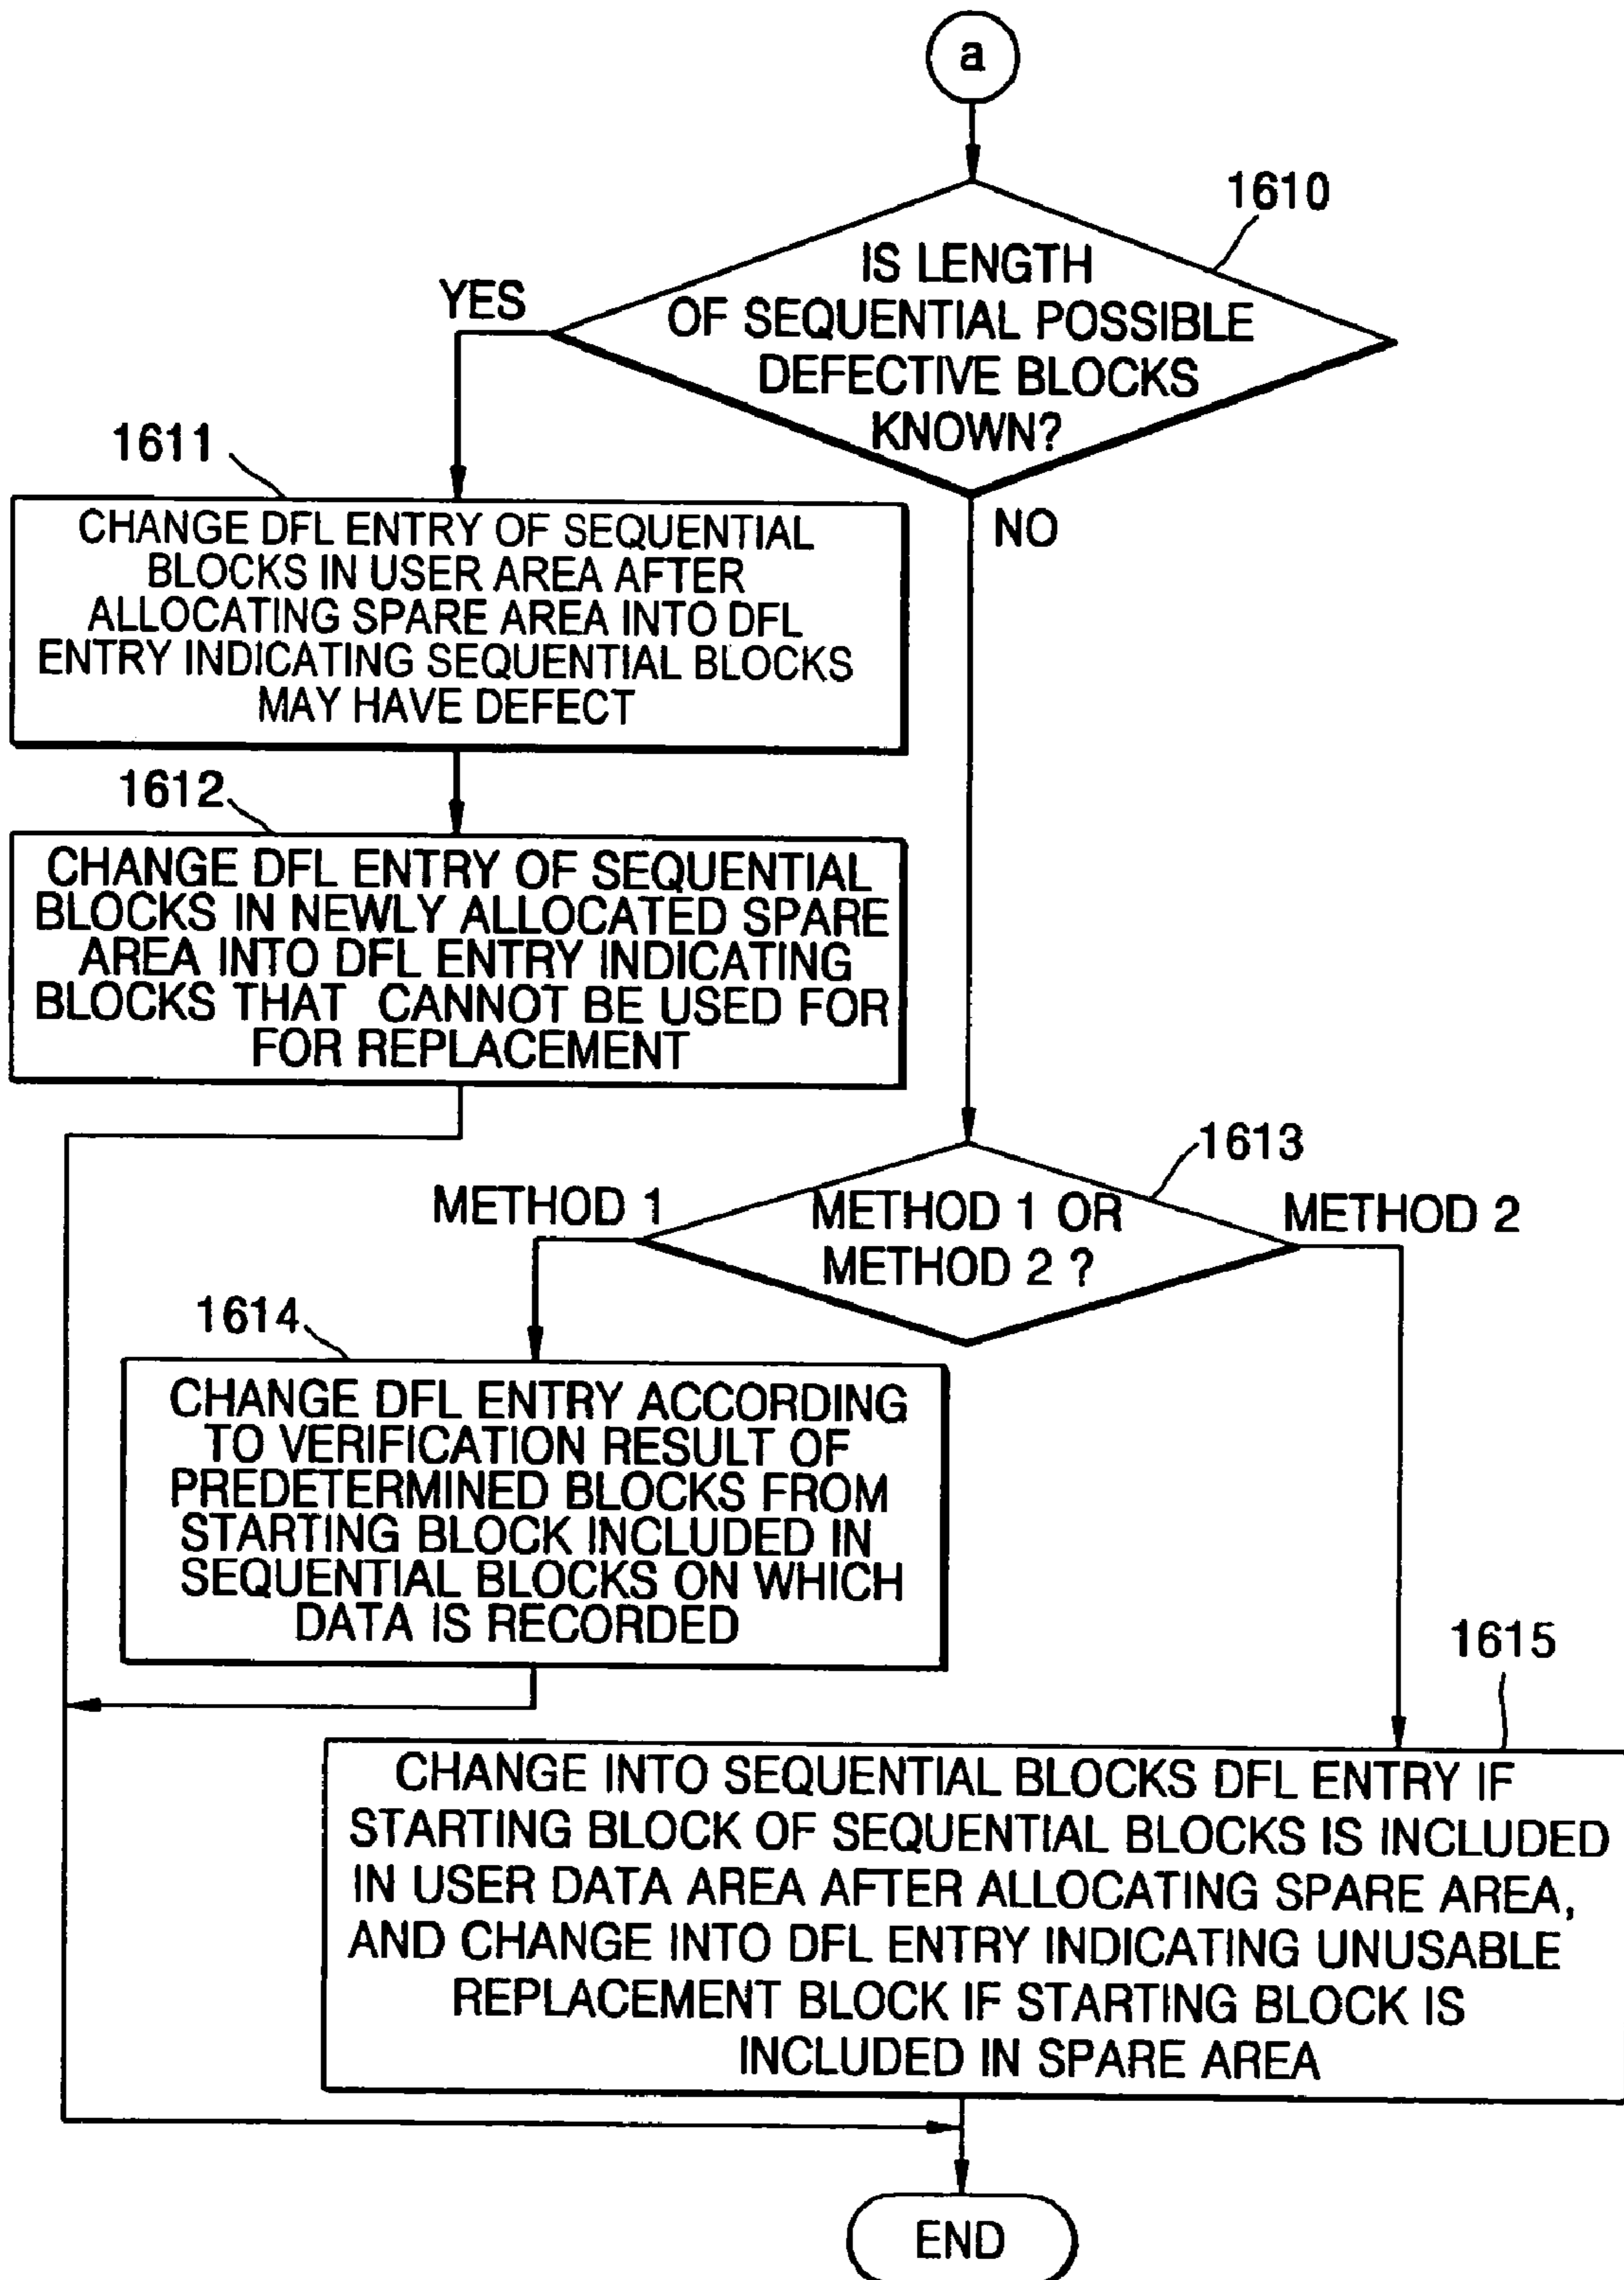 a
1610
IS LENGTH
OF SEQUENTIAL POSSIBLE
DEFECTIVE BLOCKS
KNOWN?
YES
NO
1611
CHANGE DFL ENTRY OF SEQUENTIAL
BLOCKS IN USER AREA AFTER
ALLOCATING SPARE AREA INTO DFL
ENTRY INDICATING SEQUENTIAL BLOCKS
MAY HAVE DEFECT
1612
CHANGE DFL ENTRY OF SEQUENTIAL
BLOCKS IN NEWLY ALLOCATED SPARE
AREA INTO DFL ENTRY INDICATING
BLOCKS THAT CANNOT BE USED FOR
FOR REPLACEMENT
1613
METHOD 1
METHOD 1 OR
METHOD 2 ?
METHOD 2
1614
CHANGE DFL ENTRY ACCORDING
TO VERIFICATION RESULT OF
PREDETERMINED BLOCKS FROM
STARTING BLOCK INCLUDED IN
SEQUENTIAL BLOCKS ON WHICH
DATA IS RECORDED
1615
CHANGE INTO SEQUENTIAL BLOCKS DFL ENTRY IF
STARTING BLOCK OF SEQUENTIAL BLOCKS IS INCLUDED
IN USER DATA AREA AFTER ALLOCATING SPARE AREA,
AND CHANGE INTO DFL ENTRY INDICATING UNUSABLE
REPLACEMENT BLOCK IF STARTING BLOCK IS
INCLUDED IN SPARE AREA
END